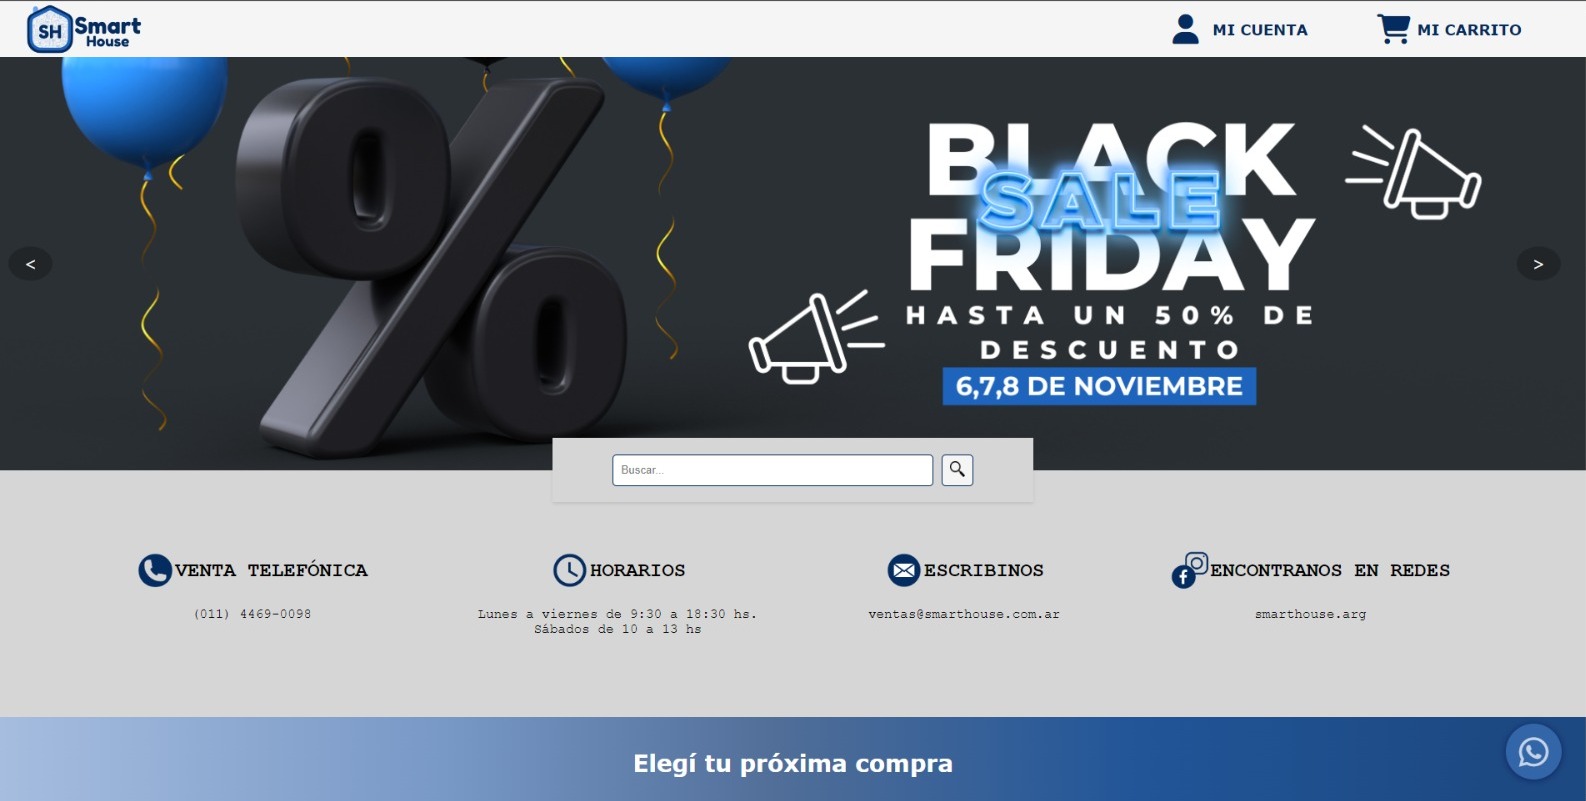 SH Smart
House
MI CUENTA
MI CARRITO
BLACK
SALE
FRIDAY
HASTA UN 50% DE
DESCUENTO
6,7,8 DE NOVIEMBRE
<
>
Buscar...
VENTA TELEFÓNICA
(011) 4469-0098
HORARIOS
Lunes a viernes de 9:30 a 18:30 hs.
Sábados de 10 a 13 hs
ESCRIBINOS
ventas@smarthouse.com.ar
ENCONTRANOS EN REDES
smarthouse.arg
Elegí tu próxima compra